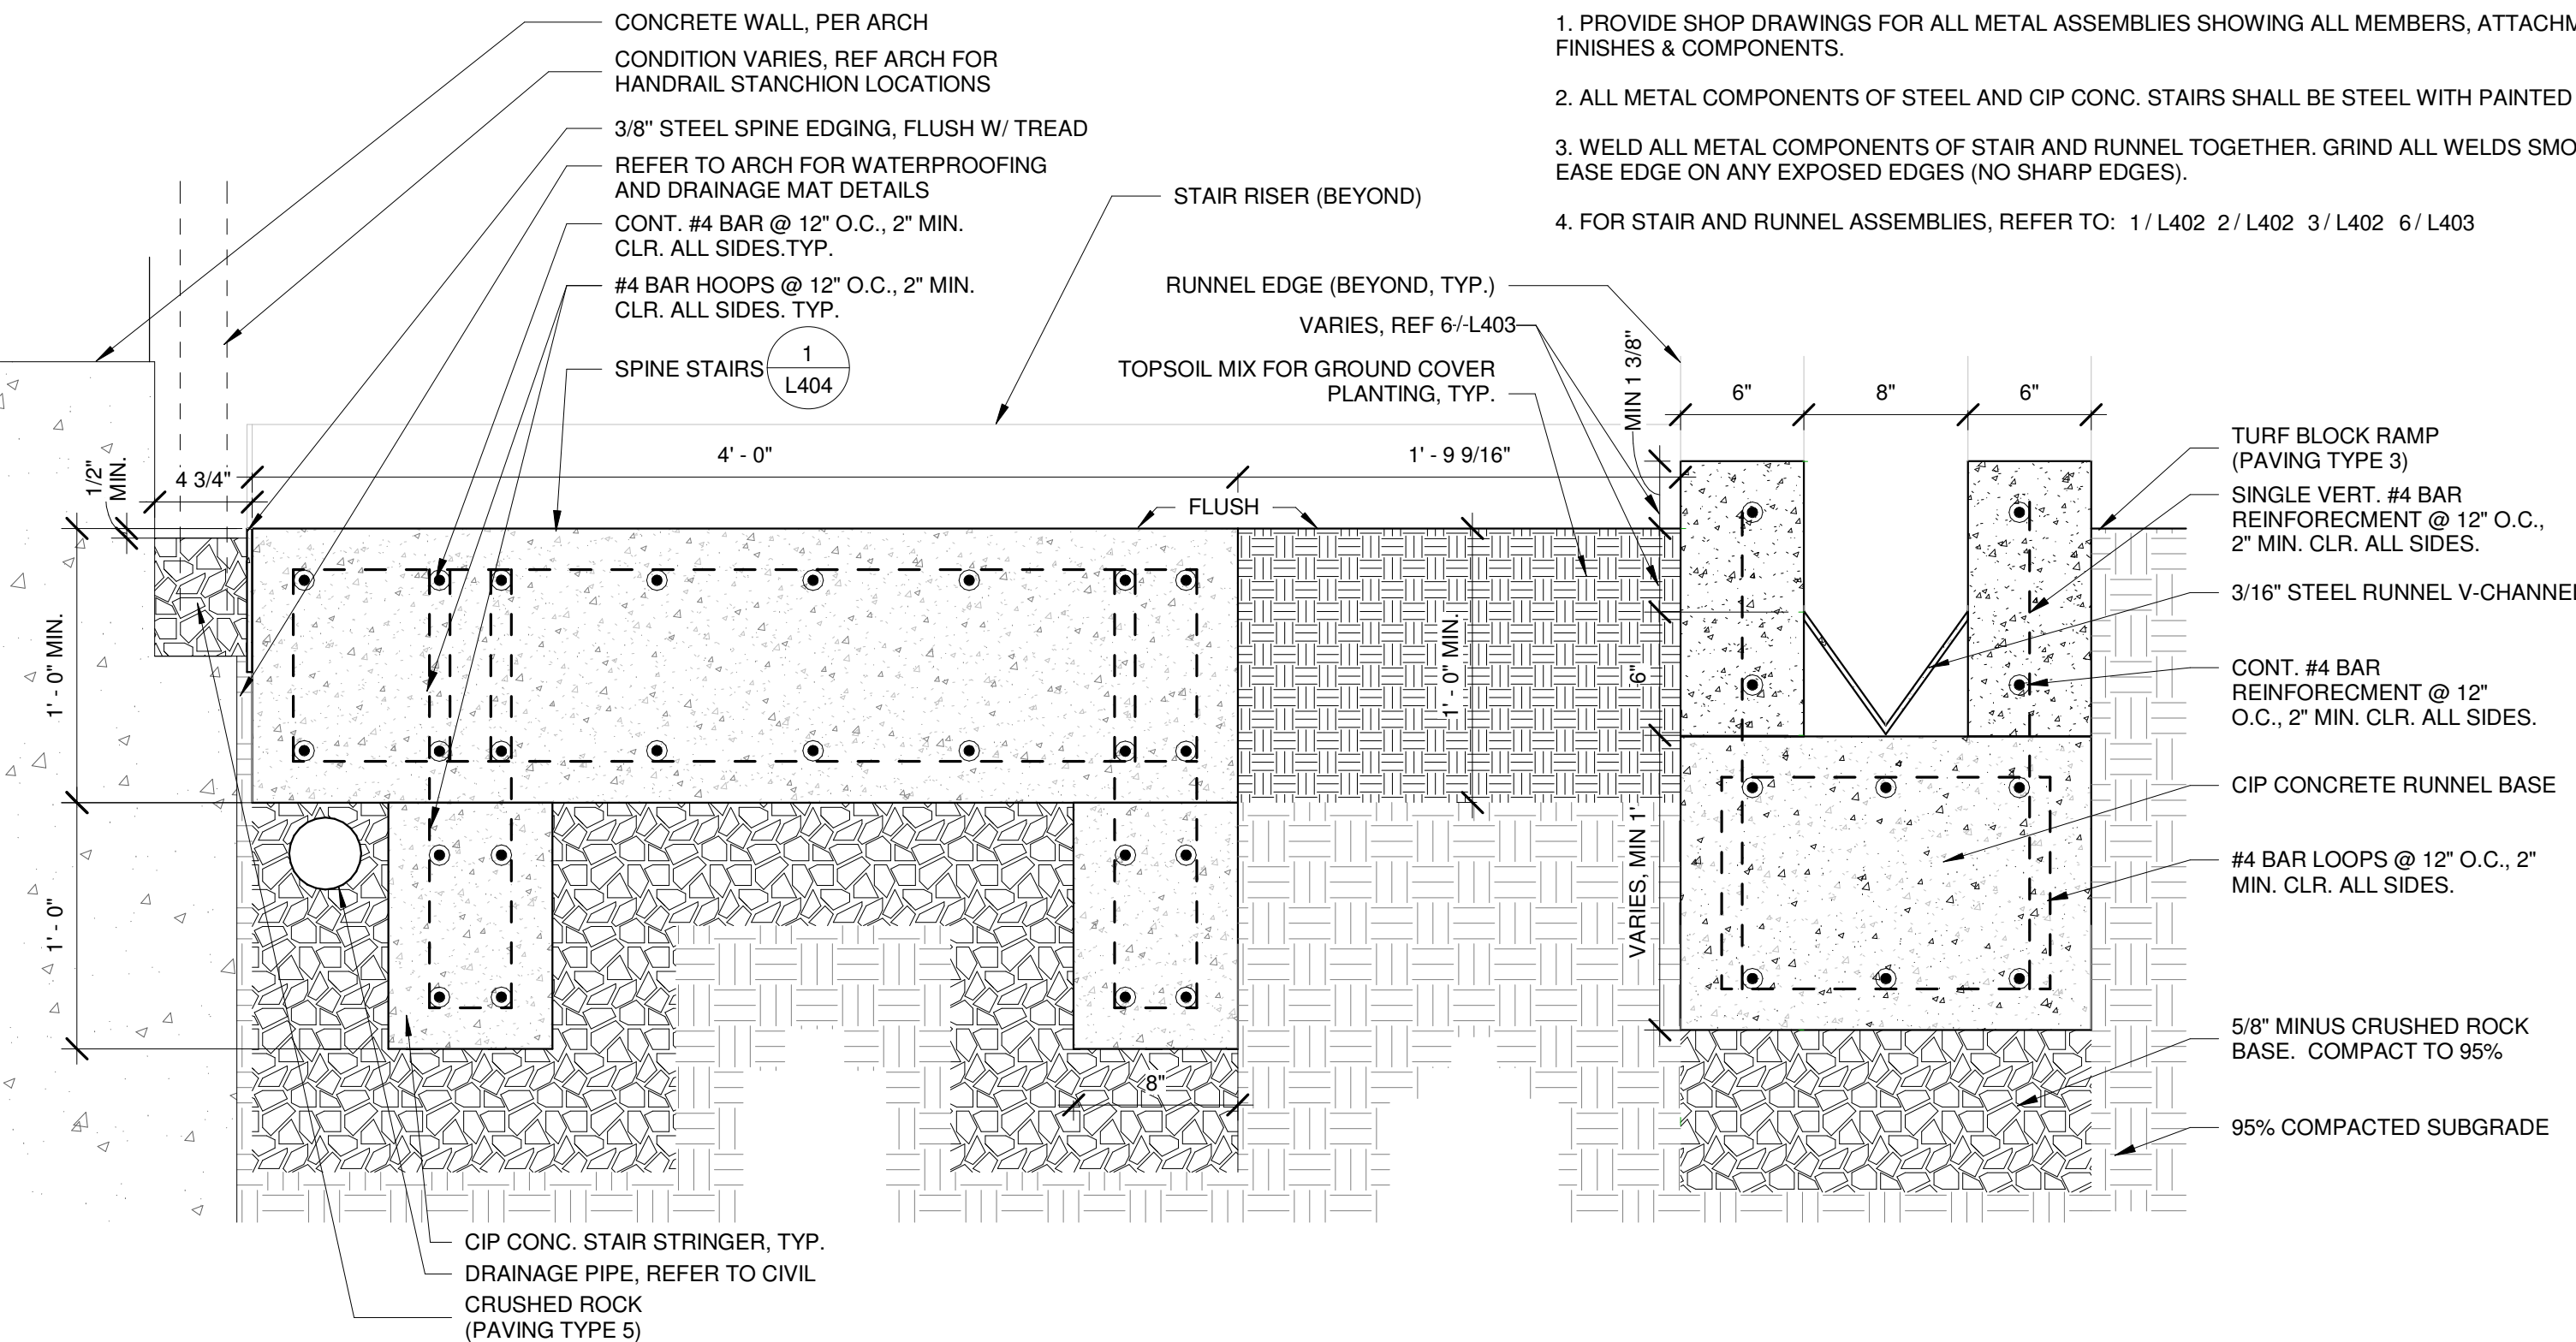 CONCRETE WALL, PER ARCH
CONDITION VARIES, REF ARCH FOR
HANDRAIL STANCHION LOCATIONS
3/8" STEEL SPINE EDGING, FLUSH W/ TREAD
REFER TO ARCH FOR WATERPROOFING
AND DRAINAGE MAT DETAILS
CONT. #4 BAR @ 12" O.C., 2" MIN.
CLR. ALL SIDES.TYP.
#4 BAR HOOPS @ 12" O.C., 2" MIN.
CLR. ALL SIDES. TYP.
SPINE STAIRS
1
L404
STAIR RISER (BEYOND)
1. PROVIDE SHOP DRAWINGS FOR ALL METAL ASSEMBLIES SHOWING ALL MEMBERS, ATTACHM
FINISHES & COMPONENTS.
2. ALL METAL COMPONENTS OF STEEL AND CIP CONC. STAIRS SHALL BE STEEL WITH PAINTED
3. WELD ALL METAL COMPONENTS OF STAIR AND RUNNEL TOGETHER. GRIND ALL WELDS SMO
EASE EDGE ON ANY EXPOSED EDGES (NO SHARP EDGES).
4. FOR STAIR AND RUNNEL ASSEMBLIES, REFER TO: 1 / L402 2 / L402 3 / L402 6 / L403
RUNNEL EDGE (BEYOND, TYP.)
VARIES, REF 6 / L403
TOPSOIL MIX FOR GROUND COVER
PLANTING, TYP.
MIN 1 3/8"
6"
8"
6"
1/2"
MIN.
4 3/4"
4' - 0"
1' - 9 9/16"
FLUSH
1' - 0" MIN.
1' - 0"
1' - 0" MIN.
6"
VARIES, MIN 1'
8"
TURF BLOCK RAMP
(PAVING TYPE 3)
SINGLE VERT. #4 BAR
REINFORECMENT @ 12" O.C.,
2" MIN. CLR. ALL SIDES.
3/16" STEEL RUNNEL V-CHANNEL
CONT. #4 BAR
REINFORECMENT @ 12"
O.C., 2" MIN. CLR. ALL SIDES.
CIP CONCRETE RUNNEL BASE
#4 BAR LOOPS @ 12" O.C., 2"
MIN. CLR. ALL SIDES.
5/8" MINUS CRUSHED ROCK
BASE. COMPACT TO 95%
95% COMPACTED SUBGRADE
CIP CONC. STAIR STRINGER, TYP.
DRAINAGE PIPE, REFER TO CIVIL
CRUSHED ROCK
(PAVING TYPE 5)